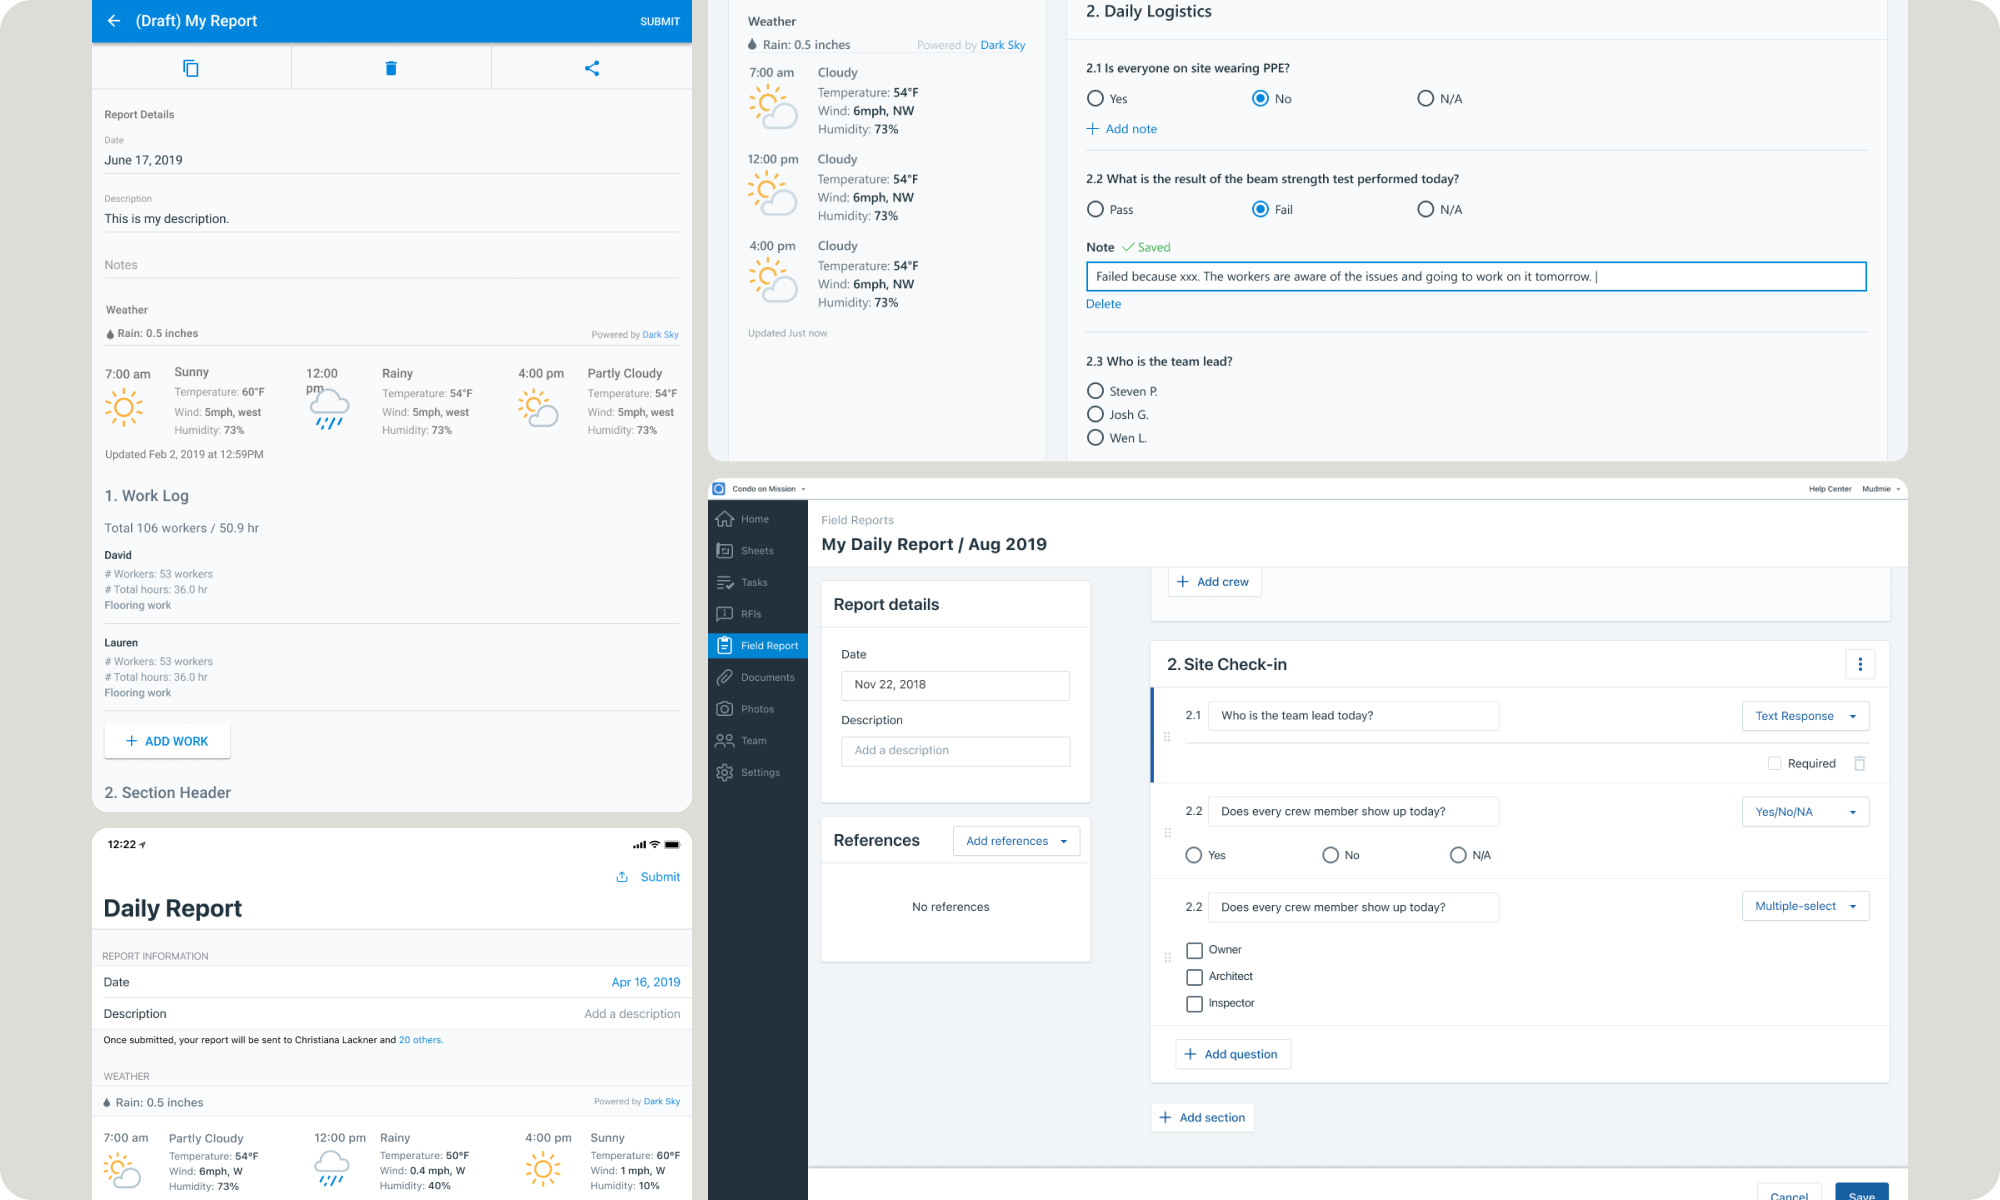 (Draft) My Report
SUBMIT
Report Details
Date
June 17, 2019
Description
This is my description.
Notes
Weather
Rain: 0.5 inches
Powered by Dark Sky
7:00 am
Sunny
Temperature: 60°F
Wind: 5mph, west
Humidity: 73%
12:00 pm
Rainy
Temperature: 54°F
Wind: 5mph, west
Humidity: 73%
4:00 pm
Partly Cloudy
Temperature: 54°F
Wind: 5mph, west
Humidity: 73%
Updated Feb 2, 2019 at 12:59PM
1. Work Log
Total 106 workers / 50.9 hr
David
# Workers: 53 workers
# Total hours: 36.0 hr
Flooring work
Lauren
# Workers: 53 workers
# Total hours: 36.0 hr
Flooring work
+ ADD WORK
2. Section Header
12:22
Submit
Daily Report
REPORT INFORMATION
Date
Apr 16, 2019
Description
Add a description
Once submitted, your report will be sent to Christiana Lackner and 20 others.
WEATHER
Rain: 0.5 inches
Powered by Dark Sky
7:00 am
Partly Cloudy
Temperature: 54°F
Wind: 6mph, W
Humidity: 73%
12:00 pm
Rainy
Temperature: 50°F
Wind: 0.4 mph, W
Humidity: 40%
4:00 pm
Sunny
Temperature: 60°F
Wind: 1 mph, W
Humidity: 10%
Weather
Rain: 0.5 inches
Powered by Dark Sky
7:00 am
Cloudy
Temperature: 54°F
Wind: 6mph, NW
Humidity: 73%
12:00 pm
Cloudy
Temperature: 54°F
Wind: 6mph, NW
Humidity: 73%
4:00 pm
Cloudy
Temperature: 54°F
Wind: 6mph, NW
Humidity: 73%
Updated Just now
2. Daily Logistics
2.1 Is everyone on site wearing PPE?
Yes
No
N/A
+ Add note
2.2 What is the result of the beam strength test performed today?
Pass
Fail
N/A
Note
Saved
Failed because xxx. The workers are aware of the issues and going to work on it tomorrow.
Delete
2.3 Who is the team lead?
Steven P.
Josh G.
Wen L.
Condo on Mission
Help Center
Mudmie
Home
Sheets
Tasks
RFIs
Field Report
Documents
Photos
Team
Settings
Field Reports
My Daily Report / Aug 2019
Report details
Date
Nov 22, 2018
Description
Add a description
References
Add references
No references
+ Add crew
2. Site Check-in
2.1
Who is the team lead today?
Text Response
Required
2.2
Does every crew member show up today?
Yes/No/NA
Yes
No
N/A
2.2
Does every crew member show up today?
Multiple-select
Owner
Architect
Inspector
+ Add question
+ Add section
Cancel
Save